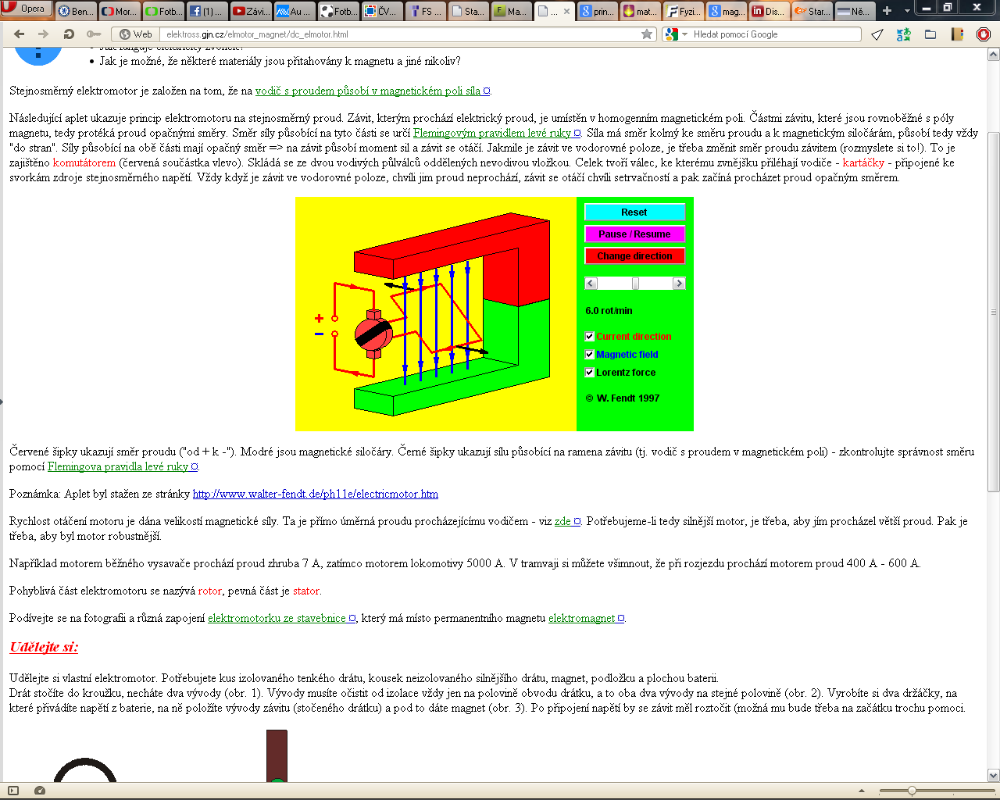 Opera
Ben...
Mor...
Fotb...
(1) ...
Závi...
Au ...
Fotb...
ČV...
FS ...
Sta...
Ma...
...
prin...
mat...
Fyzi...
mag...
Dis...
Star...
Ně...
Web
elektross.gjn.cz/elmotor_magnet/dc_elmotor.html
Hledat pomocí Google
Jak funguje elektrický zvonek?
Jak je možné, že některé materiály jsou přitahovány k magnetu a jiné nikoliv?
Stejnosměrný elektromotor je založen na tom, že na vodič s proudem působí v magnetickém poli síla.
Následující aplet ukazuje princip elektromotoru na stejnosměrný proud. Závit, kterým prochází elektrický proud, je umístěn v homogenním magnetickém poli. Částmi závitu, které jsou rovnoběžné s póly
magnetu, tedy protéká proud opačnými směry. Směr síly působící na tyto části se určí Flemingovým pravidlem levé ruky. Síla má směr kolmý ke směru proudu a k magnetickým siločárám, působí tedy vždy
"do stran". Síly působící na obě části mají opačný směr => na závit působí moment sil a závit se otáčí. Jakmile je závit ve vodorovné poloze, je třeba změnit směr proudu závitem (rozmyslete si to!). To je
zajištěno komutátorem (červená součástka vlevo). Skládá se ze dvou vodivých půlválců oddělených nevodivou vložkou. Celek tvoří válec, ke kterému zvnějšku přiléhají vodiče - kartáčky - připojené ke
svorkám zdroje stejnosměrného napětí. Vždy když je závit ve vodorovné poloze, chvíli jim proud neprochází, závit se otáčí chvíli setrvačností a pak začíná procházet proud opačným směrem.
Reset
Pause / Resume
Change direction
6.0 rot/min
Current direction
Magnetic field
Lorentz force
© W. Fendt 1997
+
-
Červené šipky ukazují směr proudu ("od + k -"). Modré jsou magnetické siločáry. Černé šipky ukazují sílu působící na ramena závitu (tj. vodič s proudem v magnetickém poli) - zkontrolujte správnost směru
pomocí Flemingova pravidla levé ruky.
Poznámka: Aplet byl stažen ze stránky http://www.walter-fendt.de/ph11e/electricmotor.htm
Rychlost otáčení motoru je dána velikostí magnetické síly. Ta je přímo úměrná proudu procházejícímu vodičem - viz zde. Potřebujeme-li tedy silnější motor, je třeba, aby jím procházel větší proud. Pak je
třeba, aby byl motor robustnější.
Například motorem běžného vysavače prochází proud zhruba 7 A, zatímco motorem lokomotivy 5000 A. V tramvaji si můžete všimnout, že při rozjezdu prochází motorem proud 400 A - 600 A.
Pohyblivá část elektromotoru se nazývá rotor, pevná část je stator.
Podívejte se na fotografii a různá zapojení elektromotorku ze stavebnice, který má místo permanentního magnetu elektromagnet.
Udělejte si:
Udělejte si vlastní elektromotor. Potřebujete kus izolovaného tenkého drátu, kousek neizolovaného silnějšího drátu, magnet, podložku a plochou baterii.
Drát stočíte do kroužku, necháte dva vývody (obr. 1). Vývody musíte očistit od izolace vždy jen na polovině obvodu drátku, a to oba dva vývody na stejné polovině (obr. 2). Vyrobíte si dva držáčky, na
které přivádíte napětí z baterie, na ně položíte vývody závitu (stočeného drátku) a pod to dáte magnet (obr. 3). Po připojení napětí by se závit měl roztočit (možná mu bude třeba na začátku trochu pomoci.